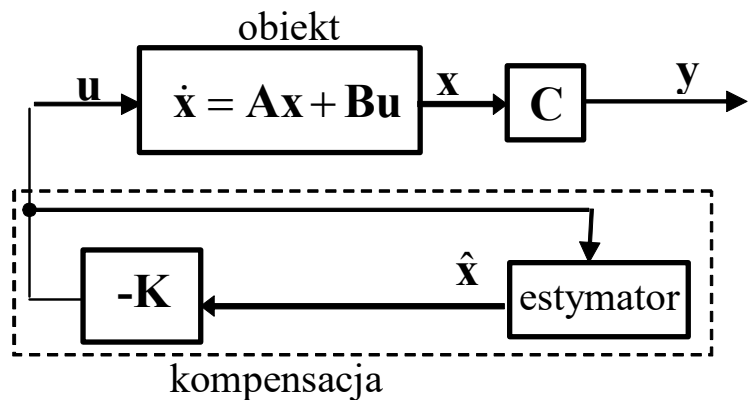 obiekt
u
ẋ = Ax + Bu
x
C
y
-K
x̂
estymator
kompensacja